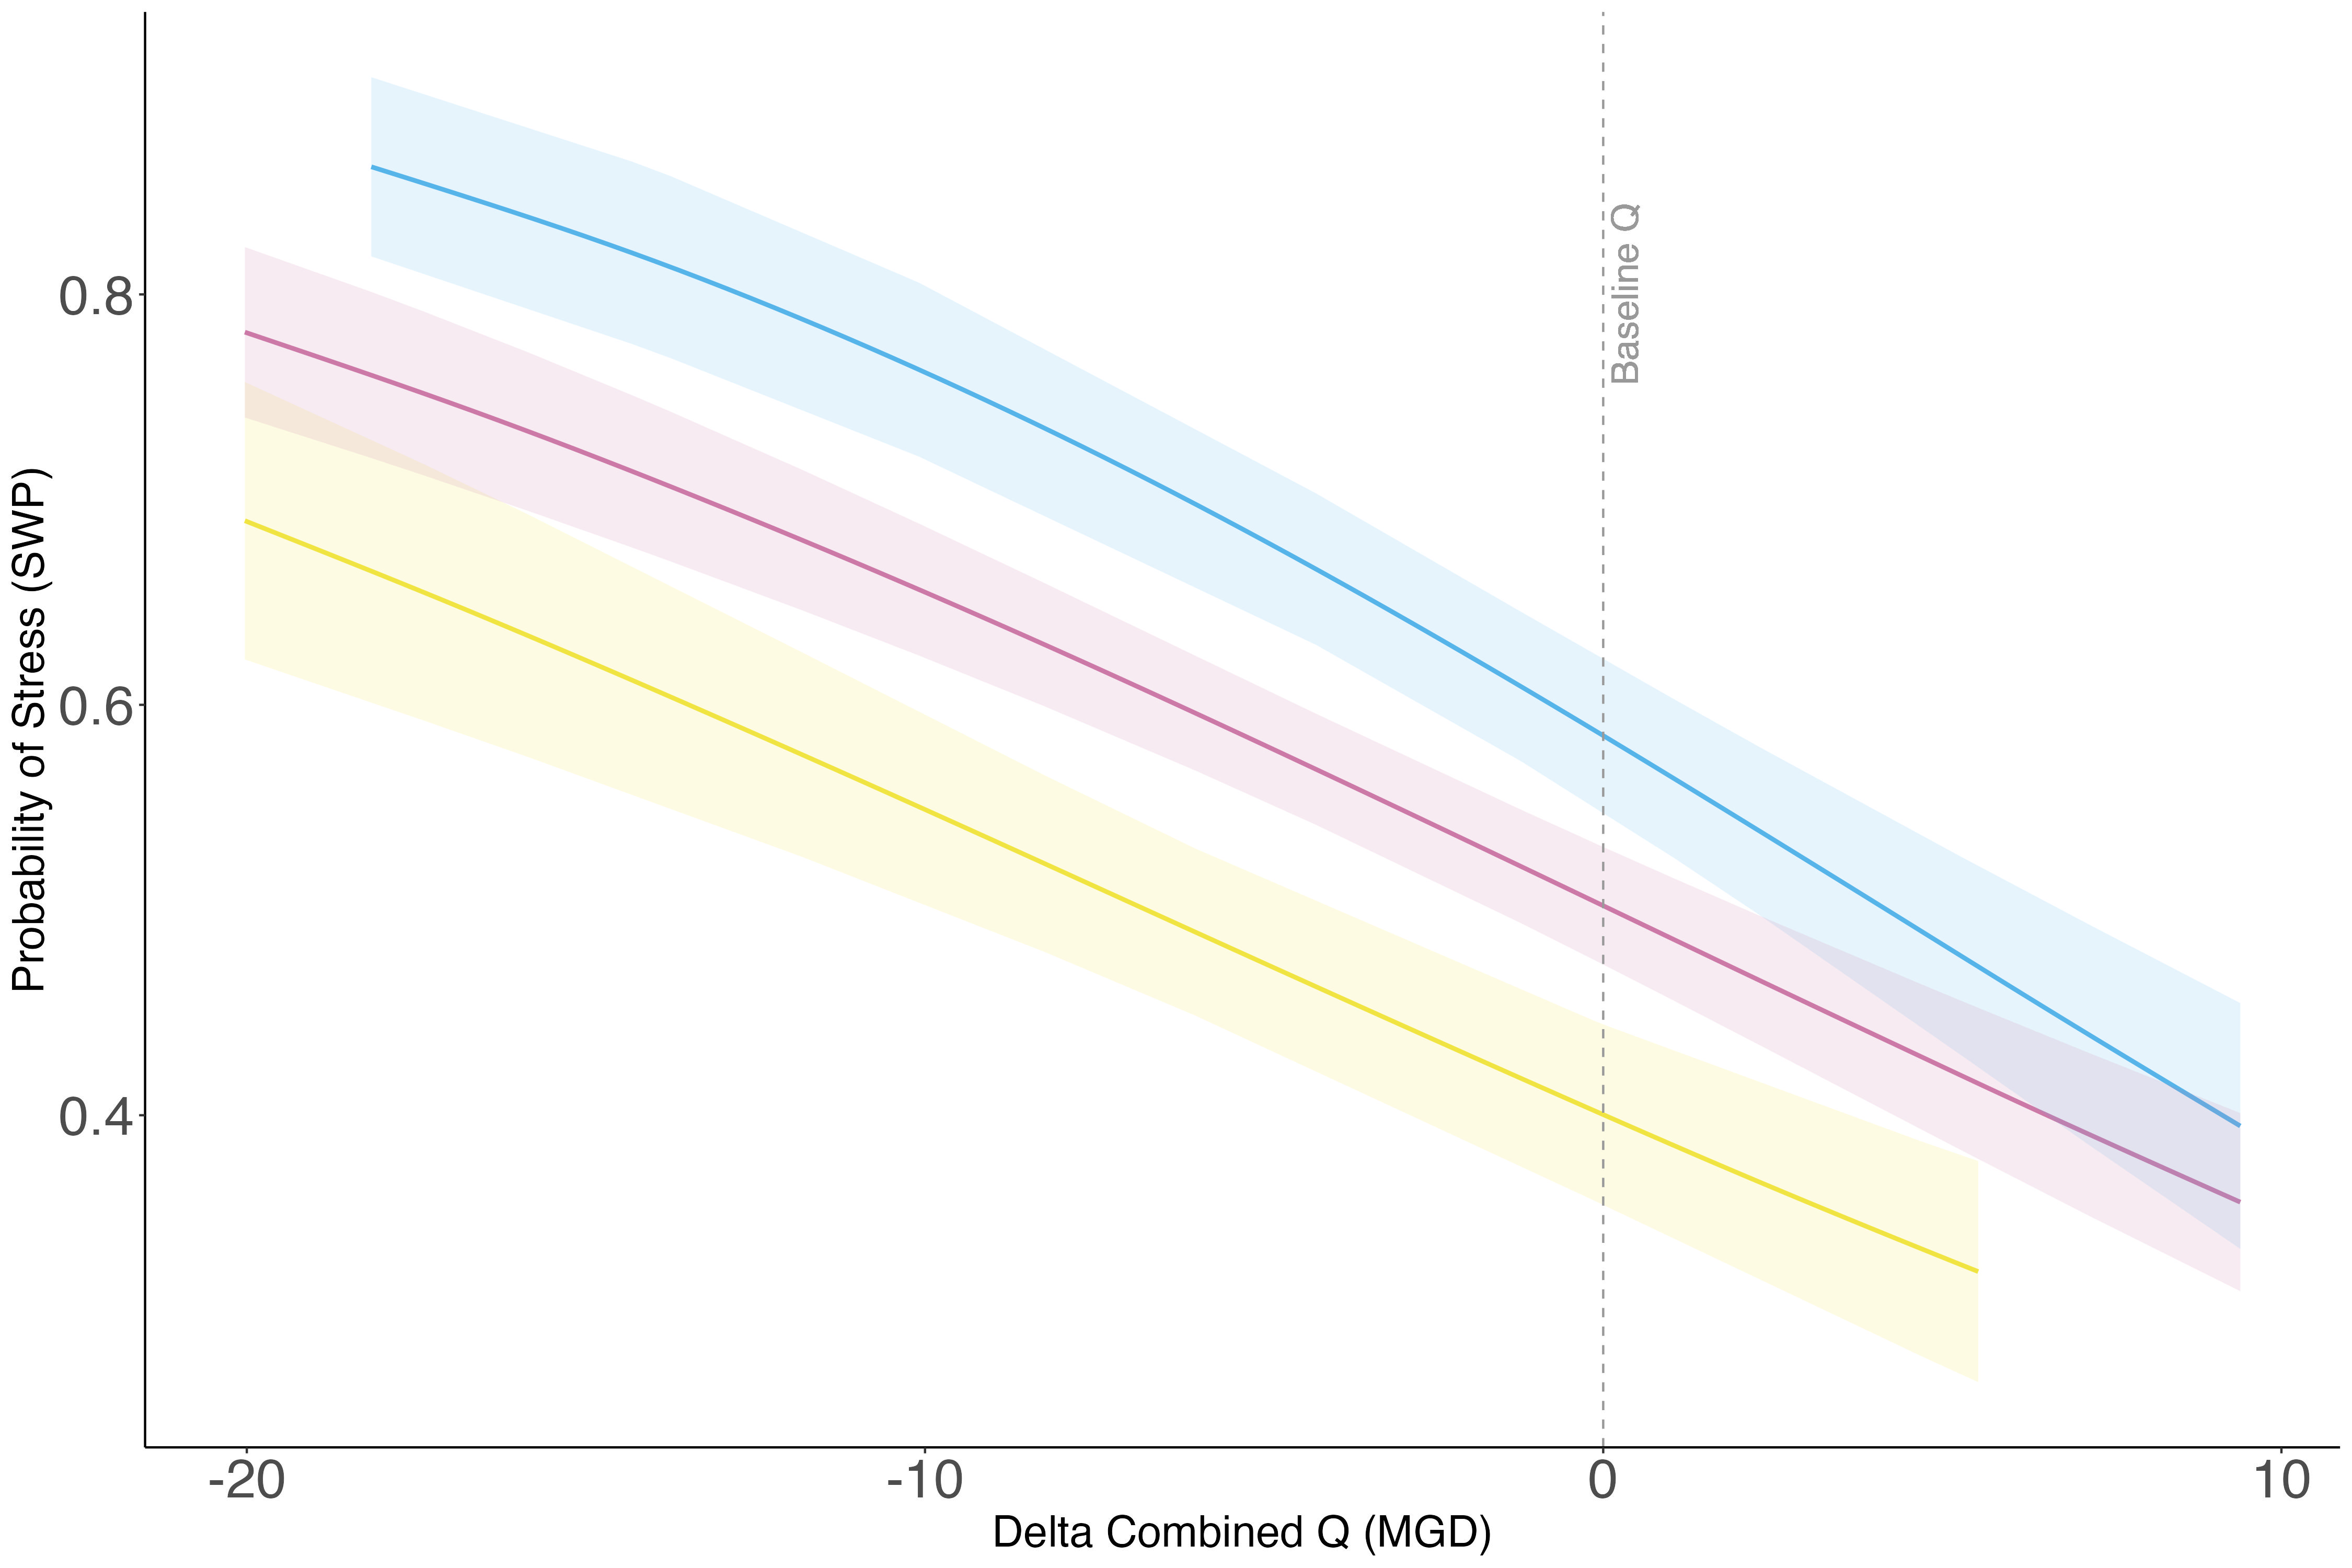 Probability of Stress (SWP)
0.8
0.6
0.4
Baseline Q
-20
-10
0
10
Delta Combined Q (MGD)